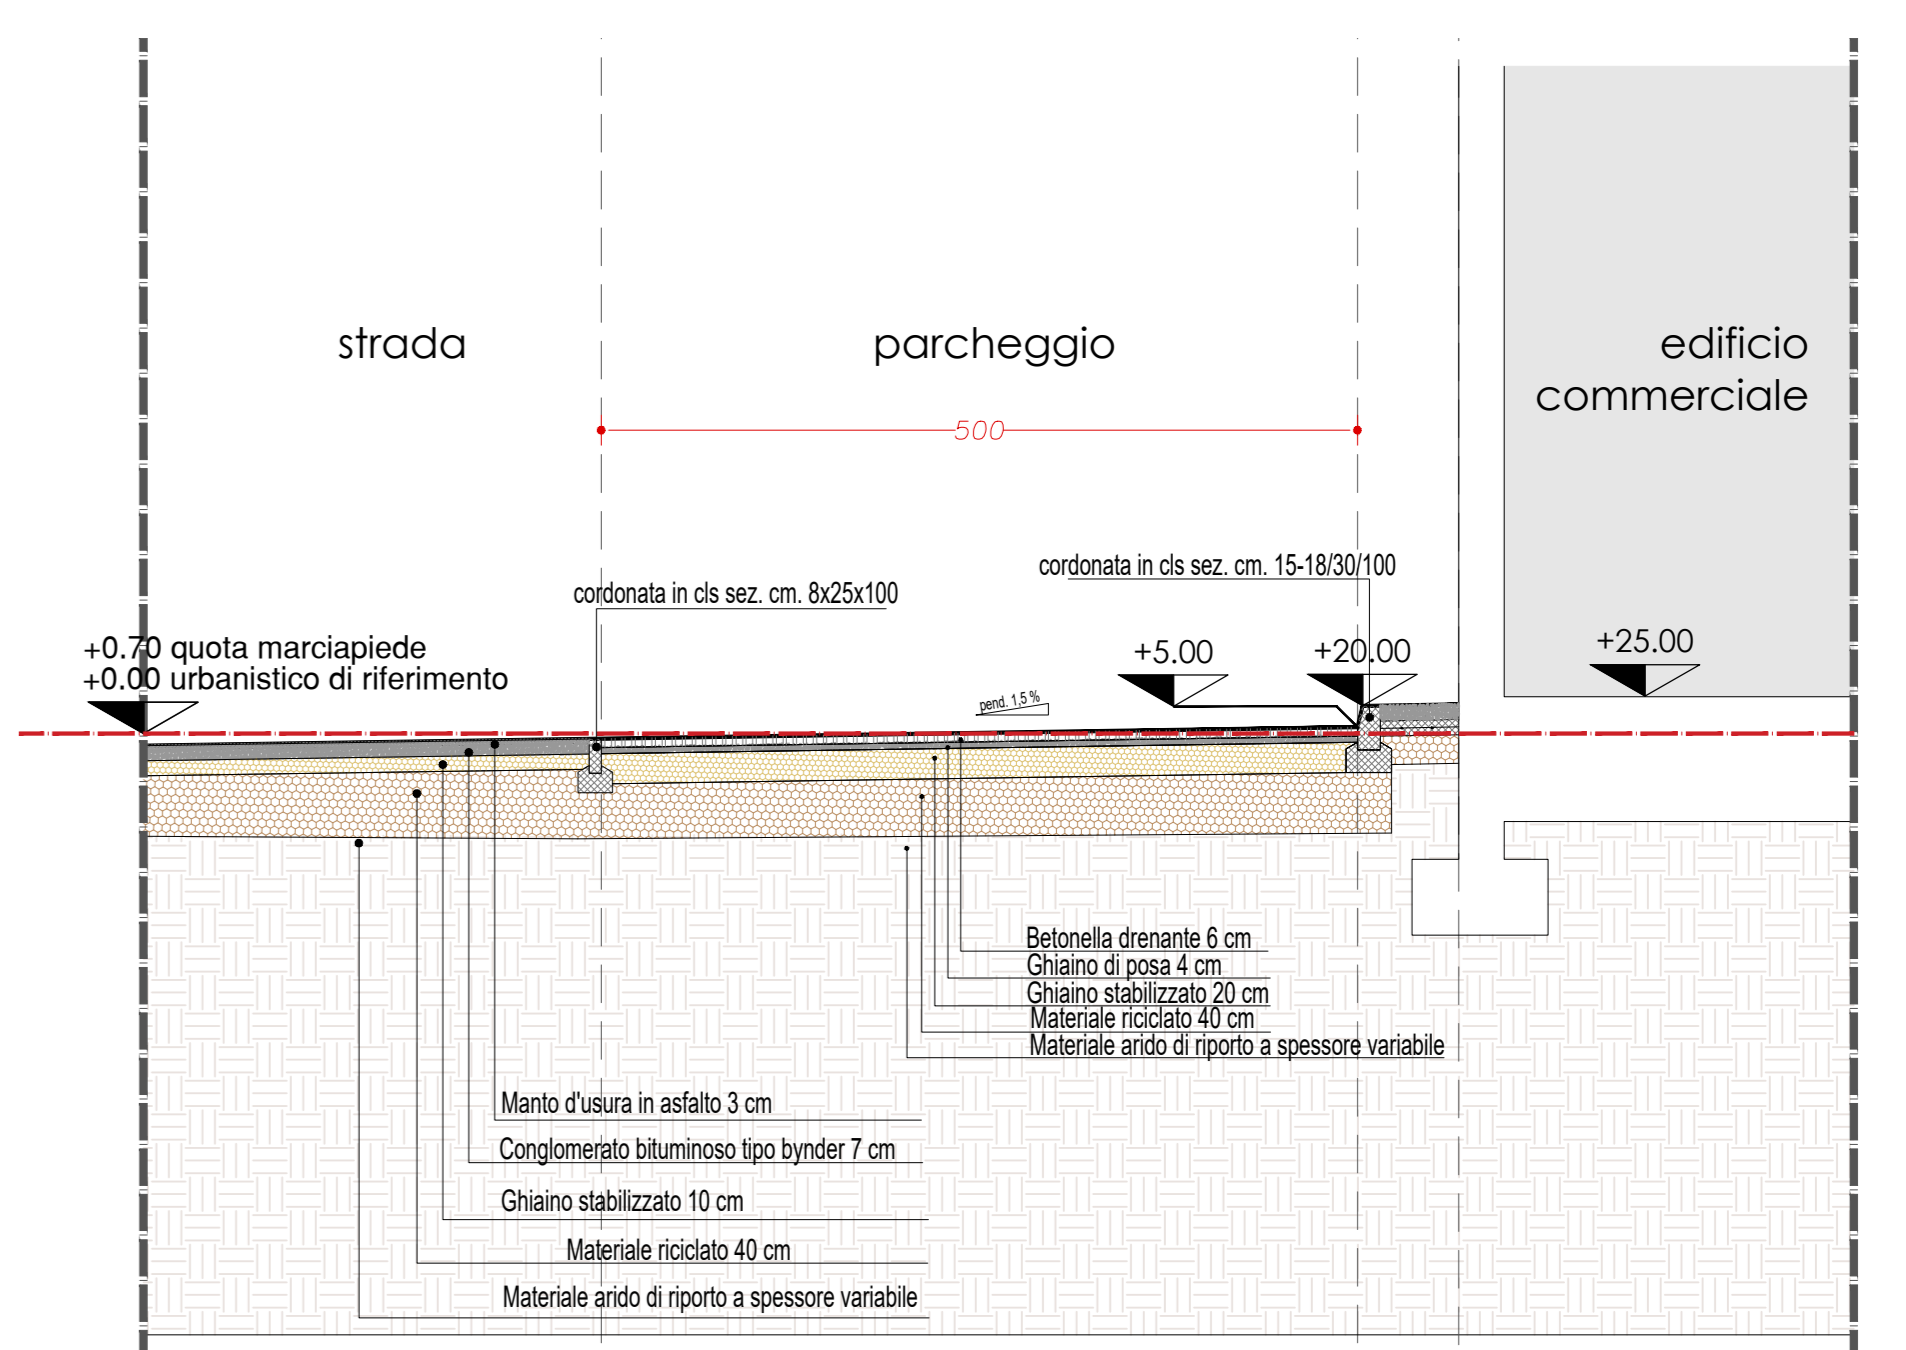 strada
parcheggio
edificio
commerciale
500
cordonata in cls sez. cm. 15-18/30/100
cordonata in cls sez. cm. 8x25x100
+0.70 quota marciapiede
+0.00 urbanistico di riferimento
+5.00
+20.00
+25.00
pend. 1,5 %
Betonella drenante 6 cm
Ghiaino di posa 4 cm
Ghiaino stabilizzato 20 cm
Materiale riciclato 40 cm
Materiale arido di riporto a spessore variabile
Manto d'usura in asfalto 3 cm
Conglomerato bituminoso tipo bynder 7 cm
Ghiaino stabilizzato 10 cm
Materiale riciclato 40 cm
Materiale arido di riporto a spessore variabile